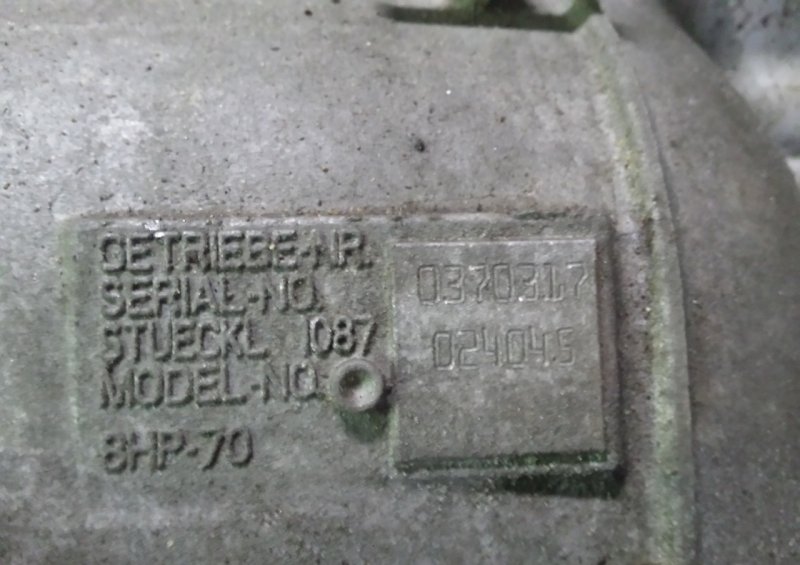 GETRIEBE-NR.
SERIAL-NO.
STUECKL. 1087
MODEL-NO.
8HP-70
0370317
024045